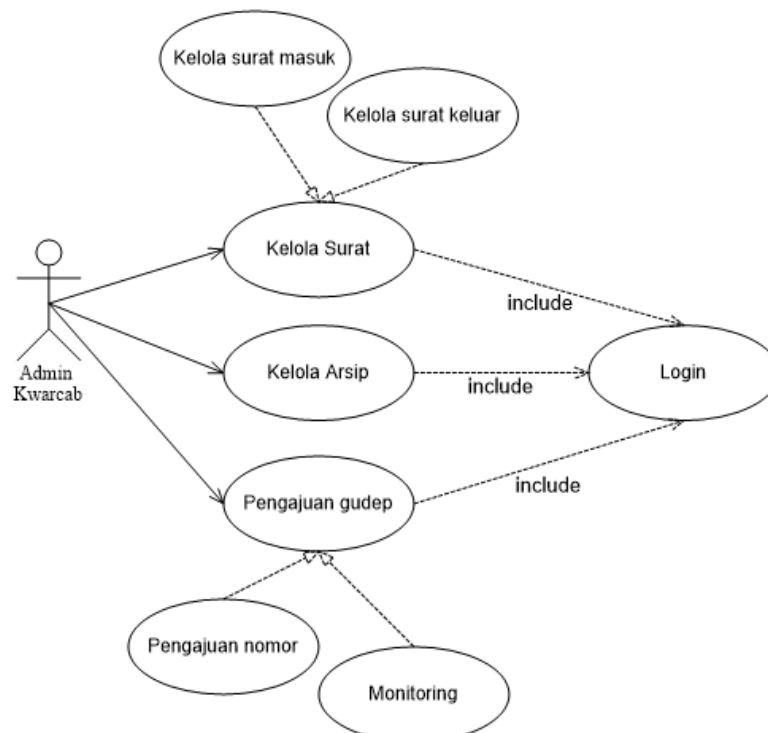 Kelola surat masuk
Kelola surat keluar
Kelola Surat
include
Admin
Kwarcab
Kelola Arsip
include
Login
include
Pengajuan gudep
Pengajuan nomor
Monitoring